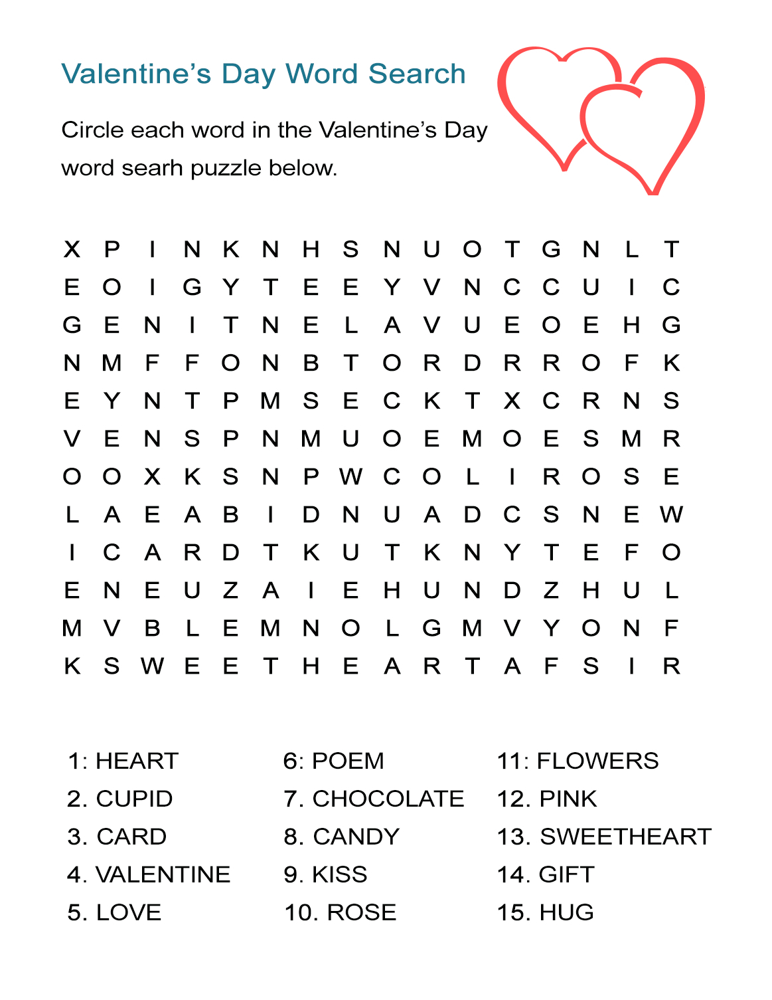 Valentine’s Day Word Search
Circle each word in the Valentine’s Day
word searh puzzle below.
X P I N K N H S N U O T G N L T
E O I G Y T E E Y V N C C U I C
G E N I T N E L A V U E O E H G
N M F F O N B T O R D R R O F K
E Y N T P M S E C K T X C R N S
V E N S P N M U O E M O E S M R
O O X K S N P W C O L I R O S E
L A E A B I D N U A D C S N E W
I C A R D T K U T K N Y T E F O
E N E U Z A I E H U N D Z H U L
M V B L E M N O L G M V Y O N F
K S W E E T H E A R T A F S I R
1: HEART 6: POEM 11: FLOWERS
2. CUPID 7. CHOCOLATE 12. PINK
3. CARD 8. CANDY 13. SWEETHEART
4. VALENTINE 9. KISS 14. GIFT
5. LOVE 10. ROSE 15. HUG